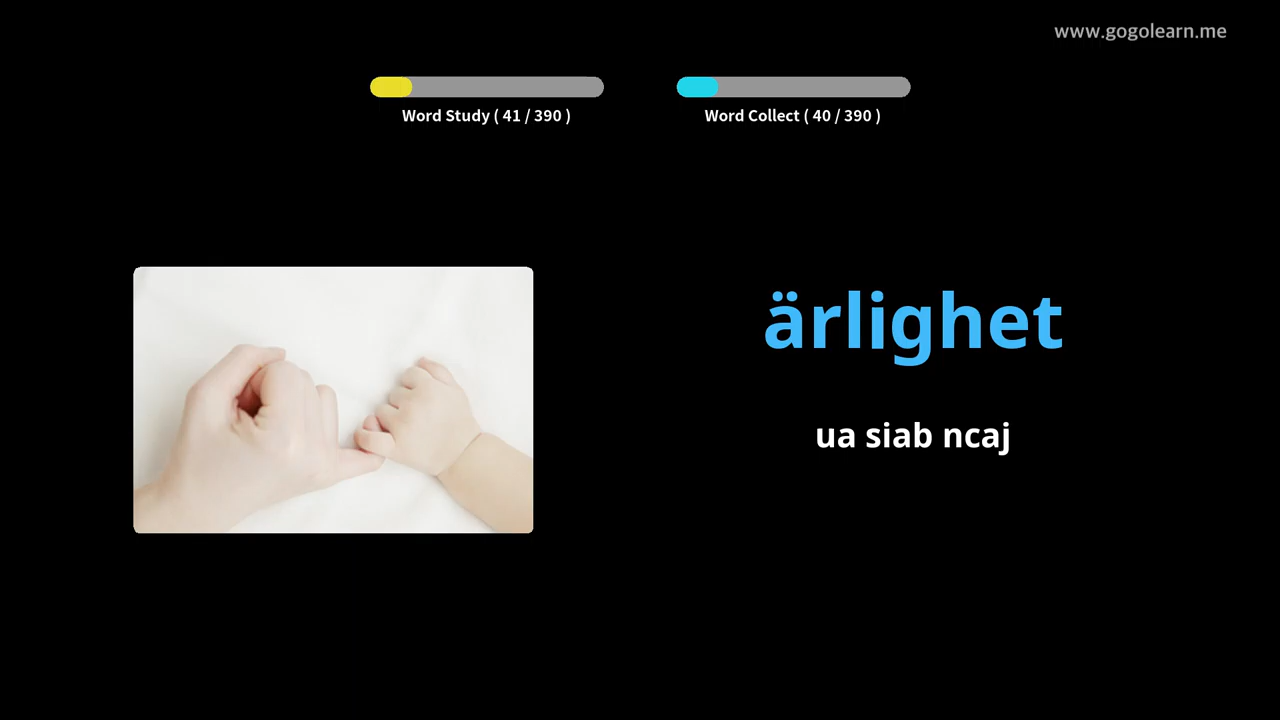 www.gogolearn.me
Word Study ( 41 / 390 )
Word Collect ( 40 / 390 )
ärlighet
ua siab ncaj